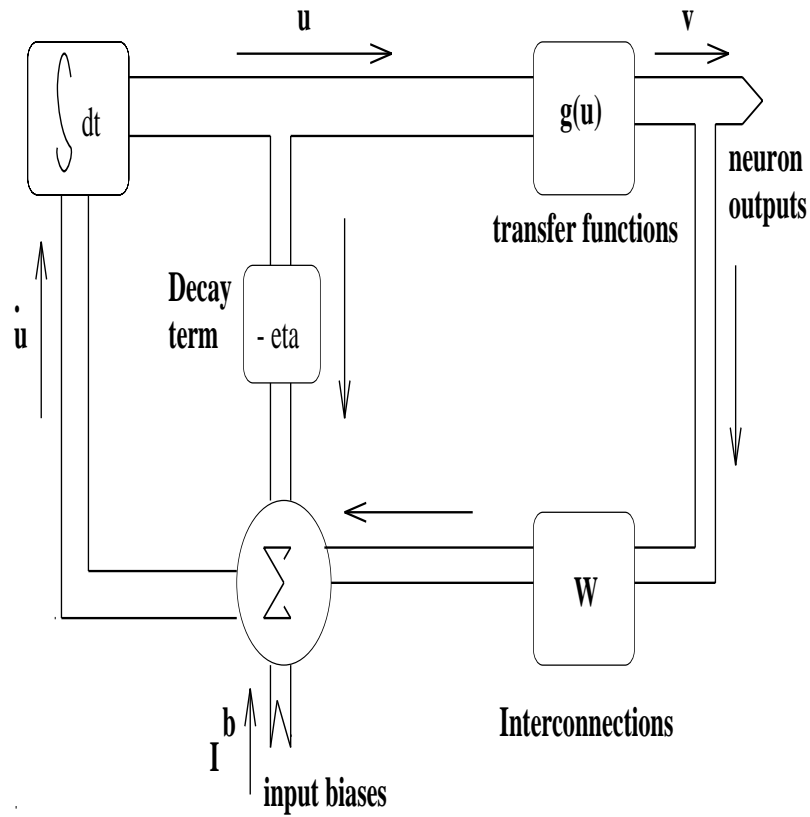 u
v
∫ dt
g(u)
neuron
outputs
transfer functions
Decay
term
- eta
u̇
Σ
W
b
I
Interconnections
input biases